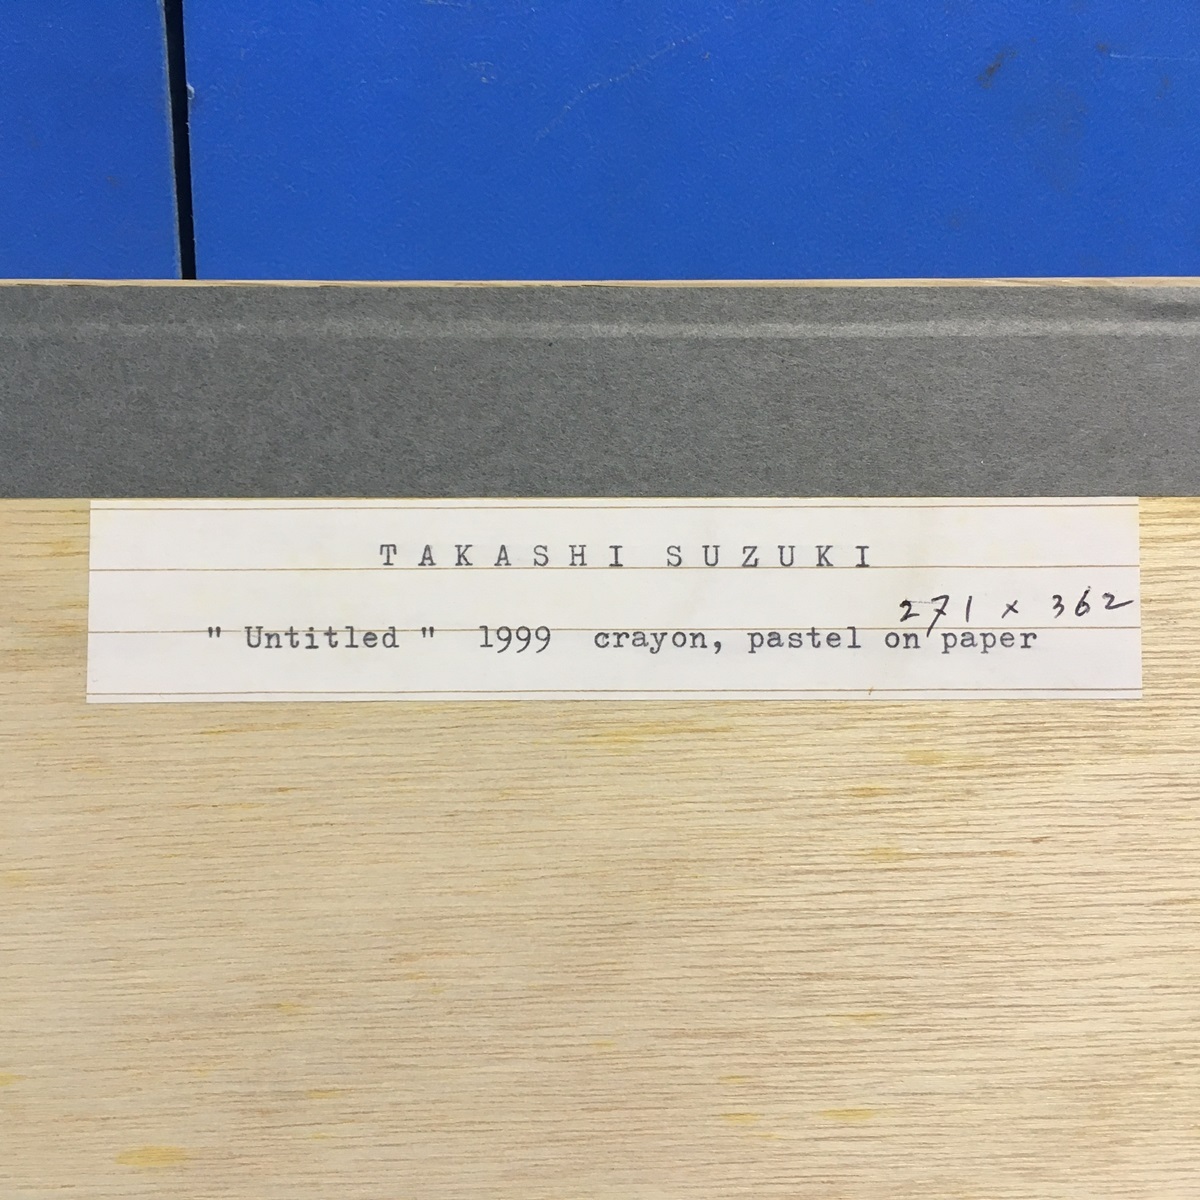 TAKASHI SUZUKI
271 x 362
" Untitled " 1999 crayon, pastel on paper